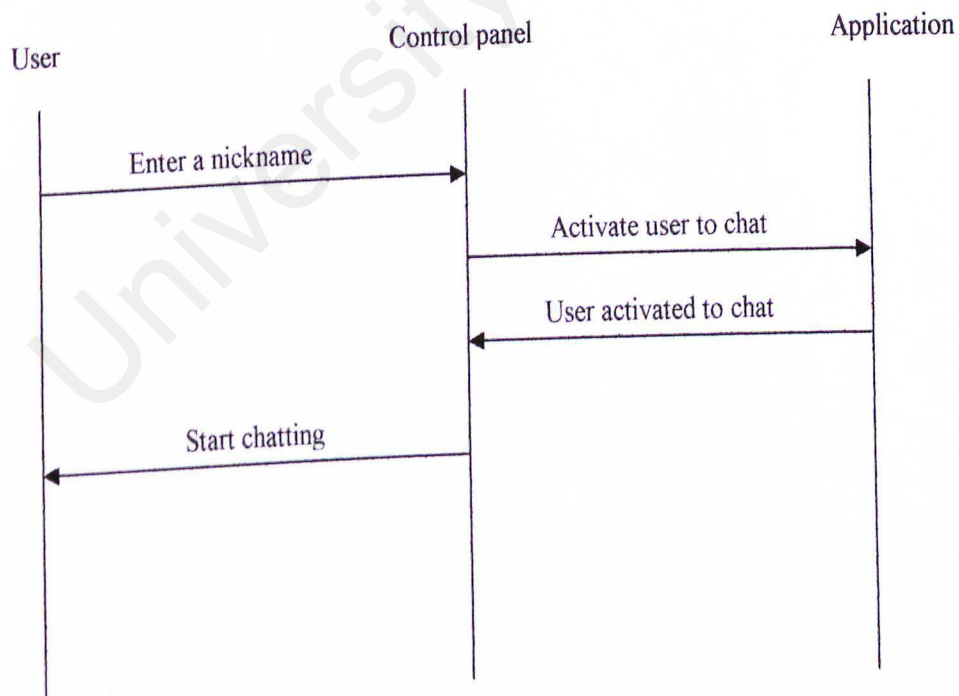 User
Control panel
Application
Enter a nickname
Activate user to chat
User activated to chat
Start chatting
University